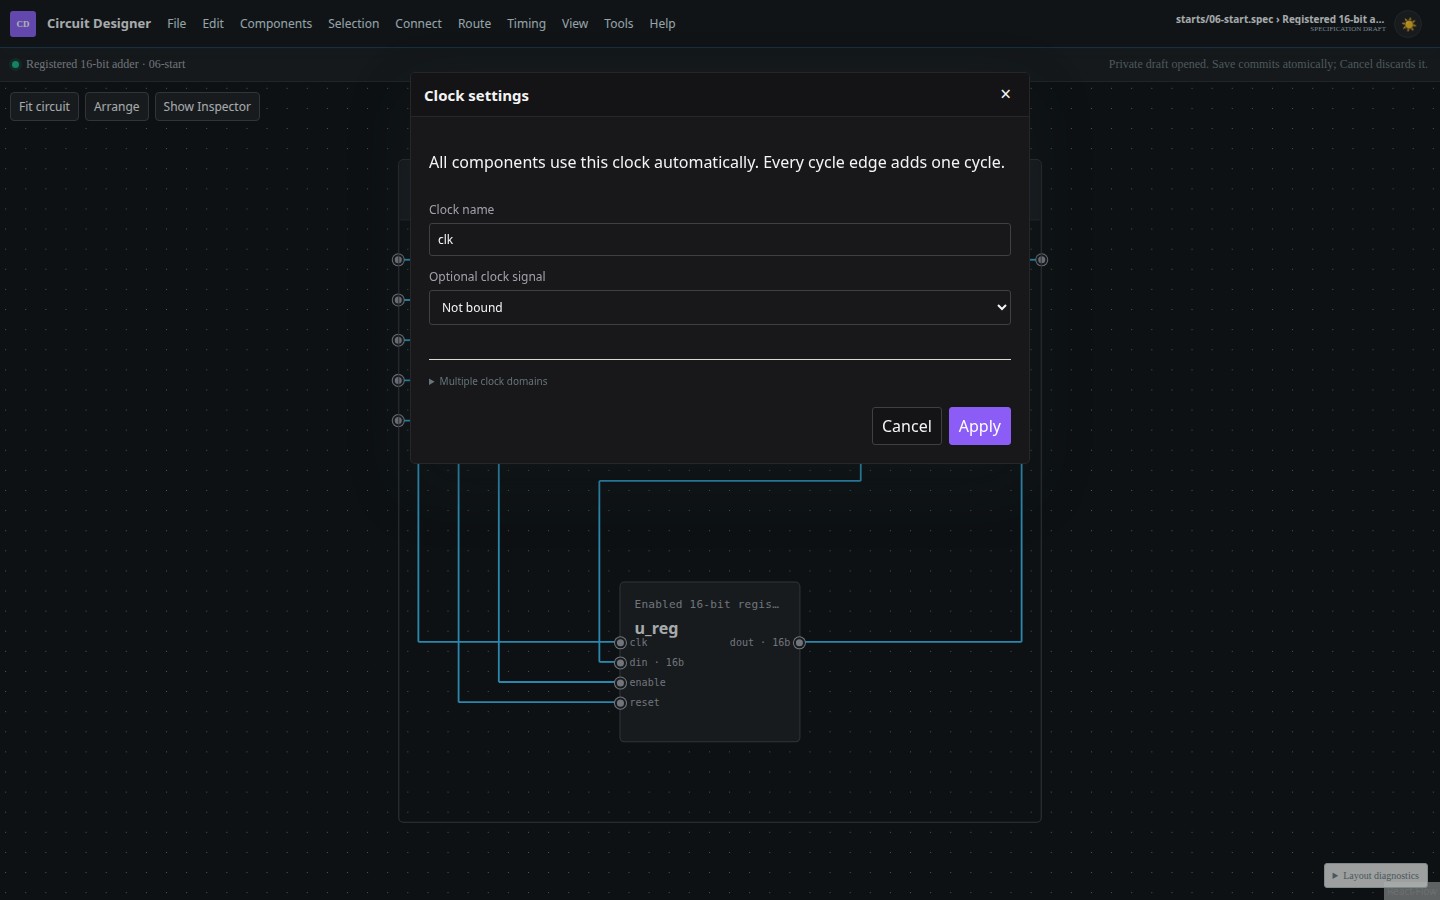 CD Circuit Designer File Edit Components Selection Connect Route Timing View Tools Help
starts/06-start.spec › Registered 16-bit a...
SPECIFICATION DRAFT
Registered 16-bit adder · 06-start
Private draft opened. Save commits atomically; Cancel discards it.
Fit circuit Arrange Show Inspector
Clock settings ×
All components use this clock automatically. Every cycle edge adds one cycle.
Clock name
clk
Optional clock signal
Not bound
Multiple clock domains
Cancel Apply
Enabled 16-bit regis…
u_reg
clk dout · 16b
din · 16b
enable
reset
Layout diagnostics